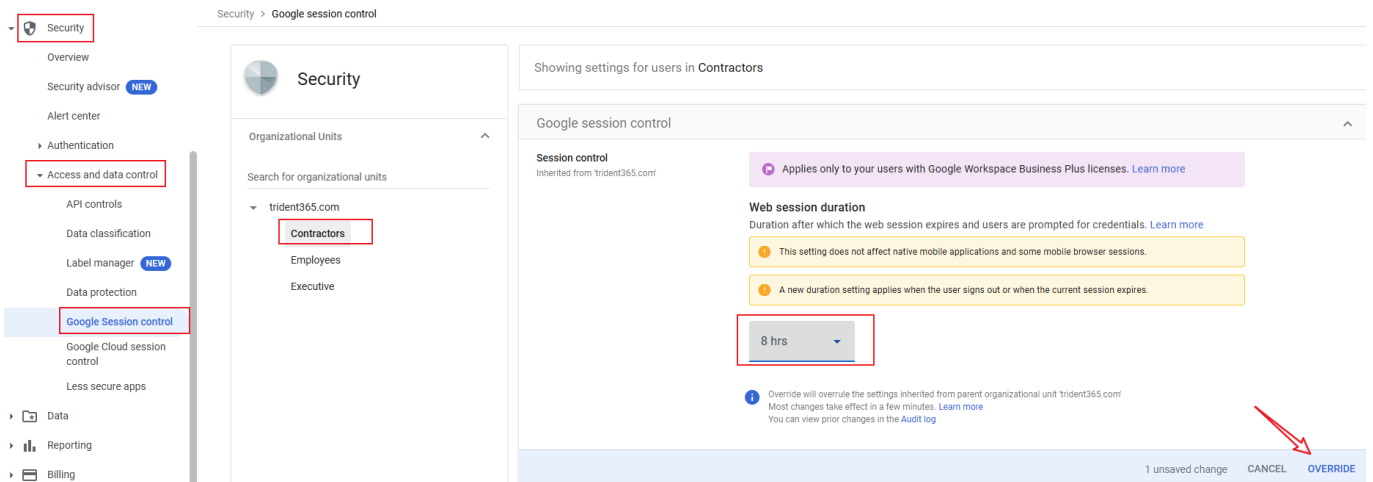 Security > Google session control
Security
Overview
Security advisor NEW
Alert center
Authentication
Access and data control
API controls
Data classification
Label manager NEW
Data protection
Google Session control
Google Cloud session
control
Less secure apps
Data
Reporting
Billing
Security
Organizational Units
Search for organizational units
trident365.com
Contractors
Employees
Executive
Showing settings for users in Contractors
Google session control
Session control
Inherited from 'trident365.com'
Applies only to your users with Google Workspace Business Plus licenses. Learn more
Web session duration
Duration after which the web session expires and users are prompted for credentials. Learn more
This setting does not affect native mobile applications and some mobile browser sessions.
A new duration setting applies when the user signs out or when the current session expires.
8 hrs
Override will overrule the settings inherited from parent organizational unit 'trident365.com'
Most changes take effect in a few minutes. Learn more
You can view prior changes in the Audit log
1 unsaved change CANCEL OVERRIDE